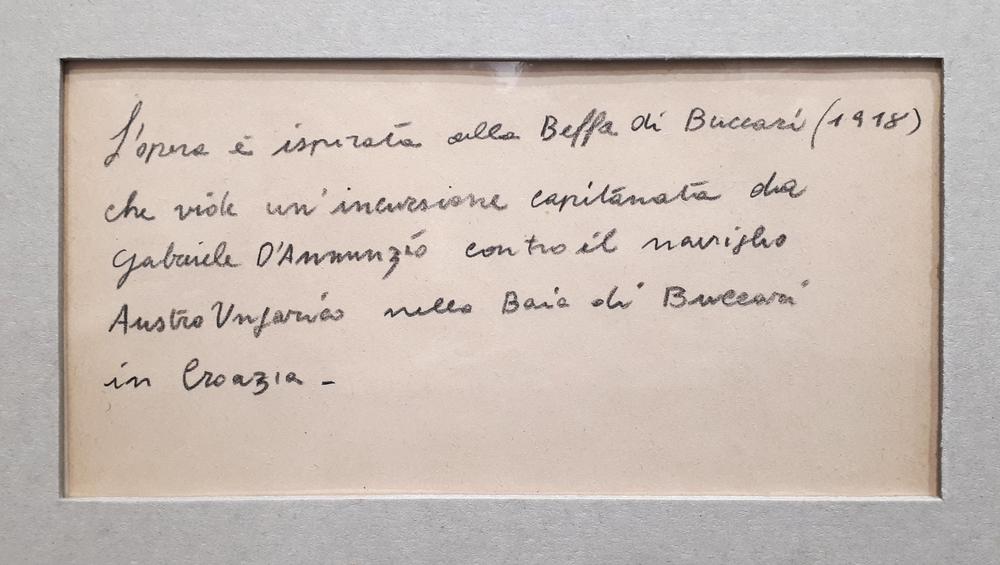 L'opera è ispirata alla Beffa di Buccari (1918)
che vide un'incursione capitanata da
Gabriele D'Annunzio contro il naviglio
Austro Ungarico nella Baia di Buccari
in Croazia -